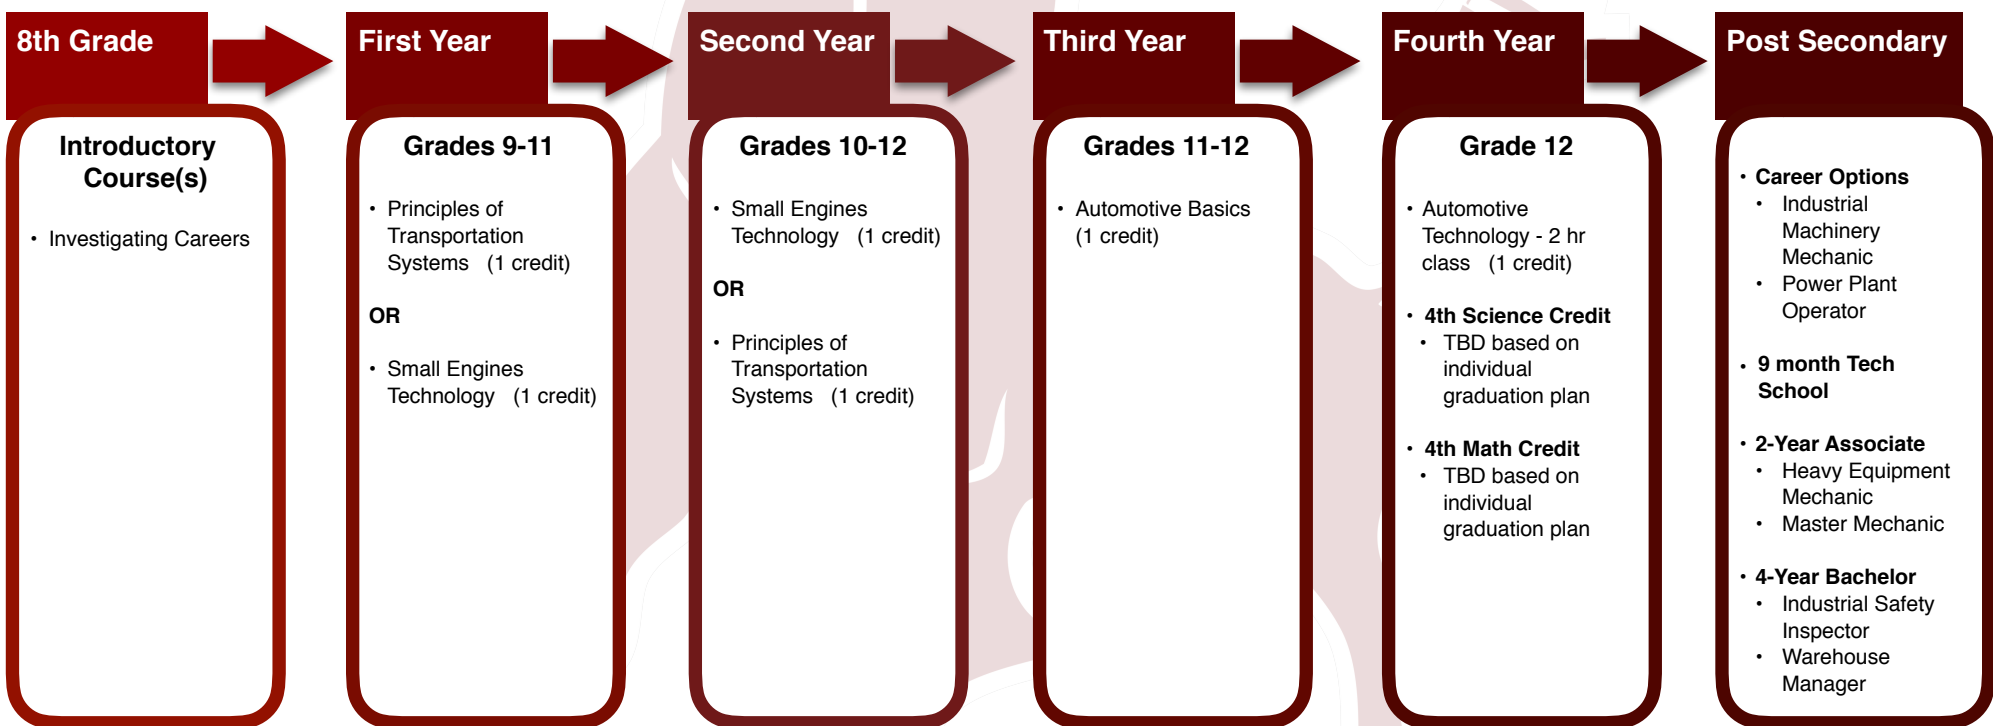 8th Grade
Introductory
Course(s)
• Investigating Careers
First Year
Grades 9-11
• Principles of
Transportation
Systems (1 credit)
OR
• Small Engines
Technology (1 credit)
Second Year
Grades 10-12
• Small Engines
Technology (1 credit)
OR
• Principles of
Transportation
Systems (1 credit)
Third Year
Grades 11-12
• Automotive Basics
(1 credit)
Fourth Year
Grade 12
• Automotive
Technology - 2 hr
class (1 credit)
• 4th Science Credit
• TBD based on
individual
graduation plan
• 4th Math Credit
• TBD based on
individual
graduation plan
Post Secondary
• Career Options
• Industrial
Machinery
Mechanic
• Power Plant
Operator
• 9 month Tech
School
• 2-Year Associate
• Heavy Equipment
Mechanic
• Master Mechanic
• 4-Year Bachelor
• Industrial Safety
Inspector
• Warehouse
Manager